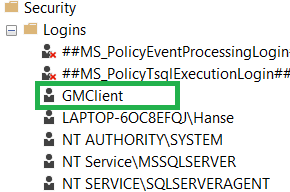 Security
Logins
##MS_PolicyEventProcessingLogin
##MS_PolicyTsqlExecutionLogin##
GMClient
LAPTOP-6OC8EFQJ\Hanse
NT AUTHORITY\SYSTEM
NT Service\MSSQLSERVER
NT SERVICE\SQLSERVERAGENT